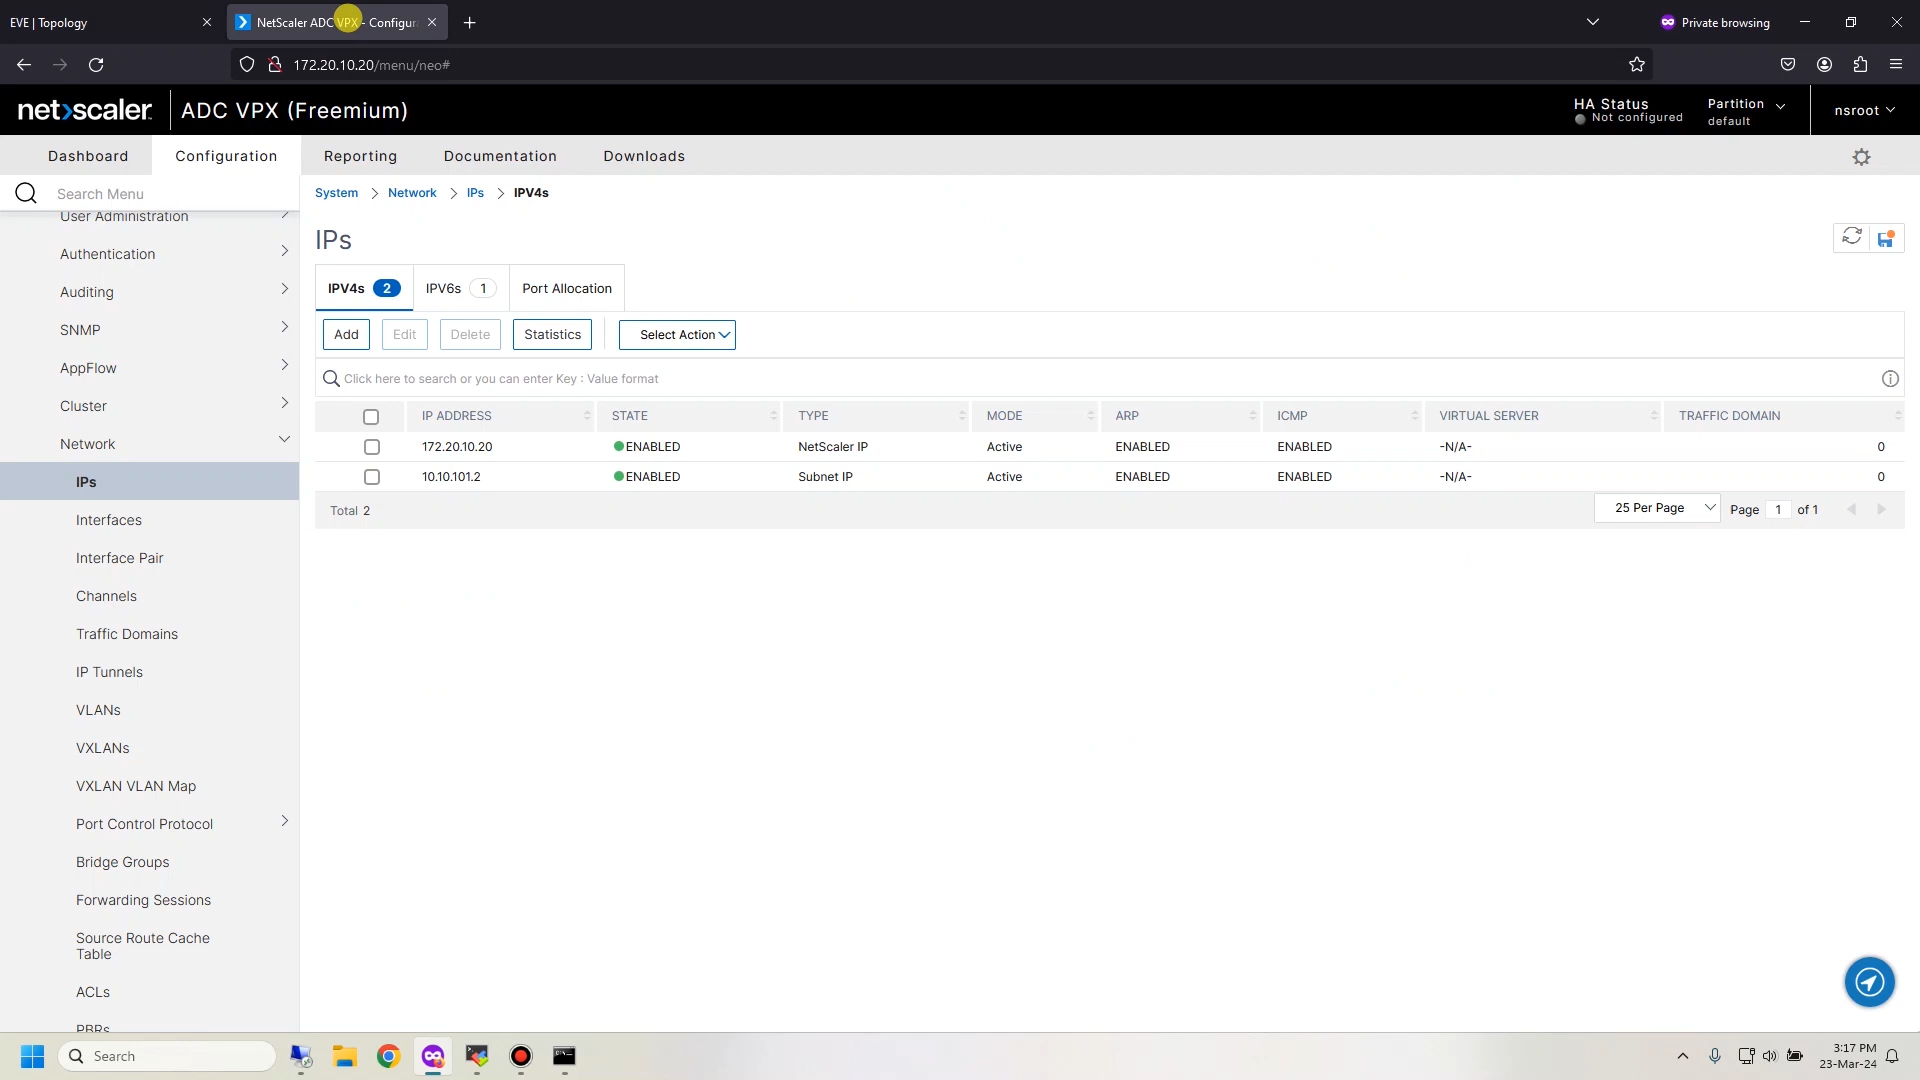 EVE | Topology
NetScaler ADC VPX - Configur
Private browsing
172.20.10.20/menu/neo#
net>scaler
ADC VPX (Freemium)
HA Status
Not configured
Partition
default
nsroot
Dashboard
Configuration
Reporting
Documentation
Downloads
Search Menu
System > Network > IPs > IPV4s
User Administration
Authentication
Auditing
SNMP
AppFlow
Cluster
Network
IPs
Interfaces
Interface Pair
Channels
Traffic Domains
IP Tunnels
VLANs
VXLANs
VXLAN VLAN Map
Port Control Protocol
Bridge Groups
Forwarding Sessions
Source Route Cache
Table
ACLs
PBRs
IPs
IPV4s 2
IPV6s 1
Port Allocation
Add
Edit
Delete
Statistics
Select Action
Click here to search or you can enter Key : Value format
IP ADDRESS STATE TYPE MODE ARP ICMP VIRTUAL SERVER TRAFFIC DOMAIN
172.20.10.20 ENABLED NetScaler IP Active ENABLED ENABLED -N/A- 0
10.10.101.2 ENABLED Subnet IP Active ENABLED ENABLED -N/A- 0
Total 2
25 Per Page
Page 1 of 1
Search
3:17 PM
23-Mar-24